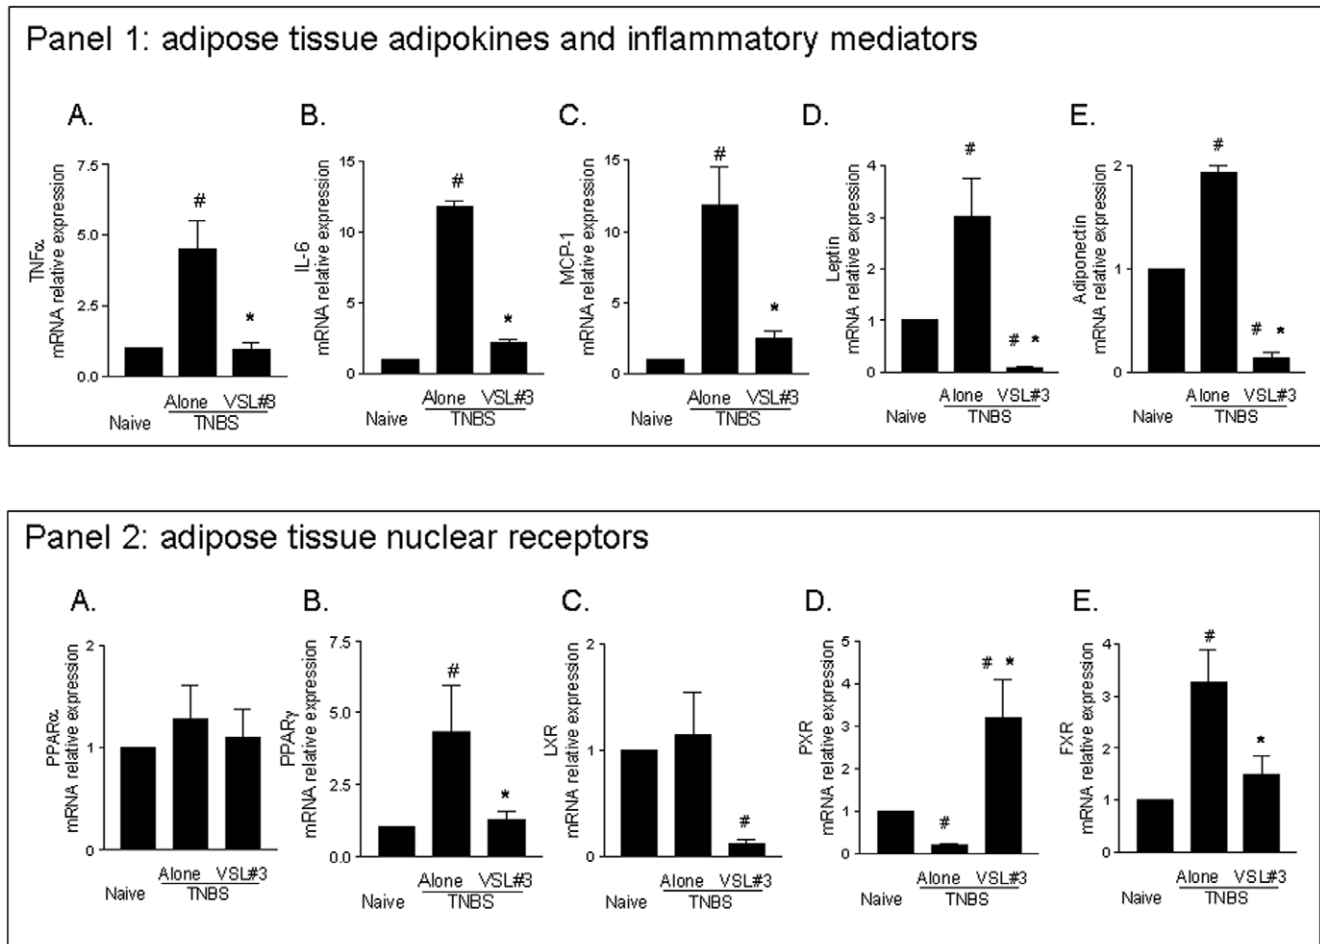 Panel 1: adipose tissue adipokines and inflammatory mediators
A.
TNFα
mRNA relative expression
7.5
5.0
2.5
0.0
#
*
Alone VSL#3
Naive TNBS
B.
IL-6
mRNA relative expression
15
10
5
0
#
*
Alone VSL#3
Naive TNBS
C.
MCP-1
mRNA relative expression
15
10
5
0
#
*
Alone VSL#3
Naive TNBS
D.
Leptin
mRNA relative expression
4
3
2
1
0
#
# *
Alone VSL#3
Naive TNBS
E.
Adiponectin
mRNA relative expression
2
1
0
#
# *
Alone VSL#3
Naive TNBS
Panel 2: adipose tissue nuclear receptors
A.
PPARα
mRNA relative expression
2
1
0
Alone VSL#3
Naive TNBS
B.
PPARγ
mRNA relative expression
7.5
5.0
2.5
0.0
#
*
Alone VSL#3
Naive TNBS
C.
LXR
mRNA relative expression
2
1
0
#
Alone VSL#3
Naive TNBS
D.
PXR
mRNA relative expression
5
4
3
2
1
0
#
# *
Alone VSL#3
Naive TNBS
E.
FXR
mRNA relative expression
4
3
2
1
0
#
*
Alone VSL#3
Naive TNBS